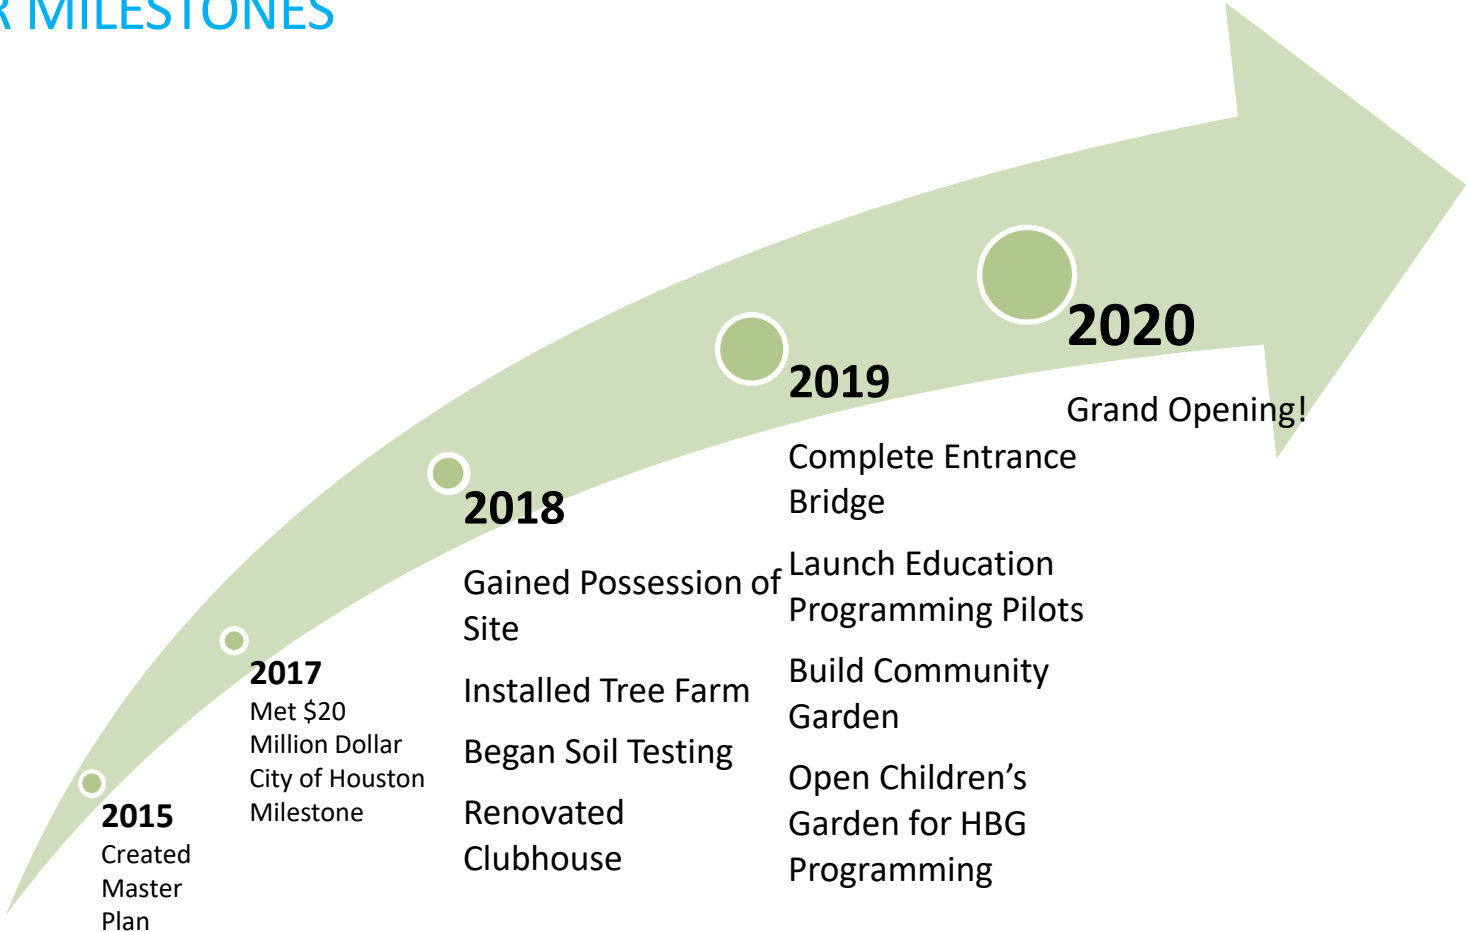 R MILESTONES
2015
Created
Master
Plan
2017
Met $20
Million Dollar
City of Houston
Milestone
2018
Gained Possession of
Site
Installed Tree Farm
Began Soil Testing
Renovated
Clubhouse
2019
Complete Entrance
Bridge
Launch Education
Programming Pilots
Build Community
Garden
Open Children’s
Garden for HBG
Programming
2020
Grand Opening!